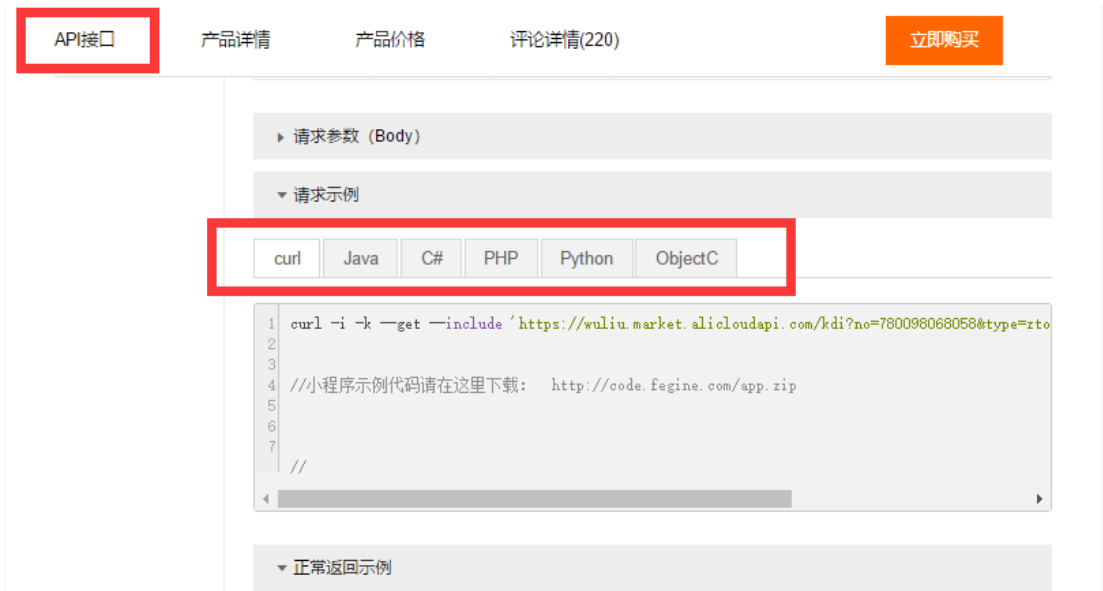 API接口 产品详情 产品价格 评论详情(220) 立即购买
请求参数（Body）
请求示例
curl Java C# PHP Python ObjectC
1 curl -i -k --get --include 'https://wuliu.market.alicloudapi.com/kdi?no=780098068058&type=zto
2
3
4 //小程序示例代码请在这里下载： http://code.fegine.com/app.zip
5
6
7
//
正常返回示例